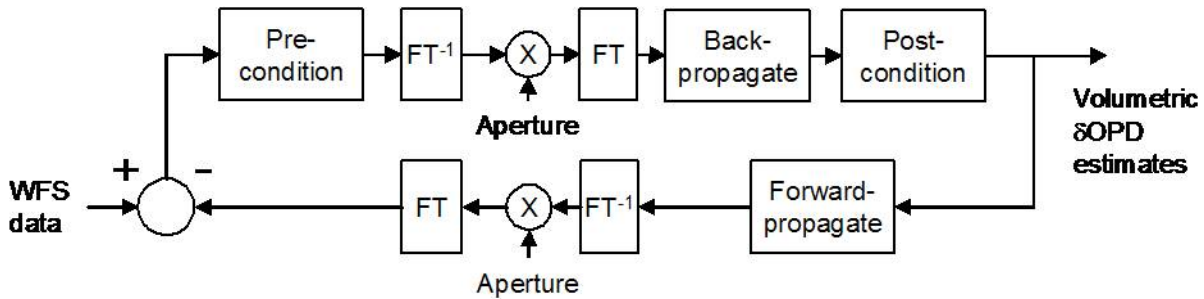 Pre-
condition
FT-1
X
FT
Back-
propagate
Post-
condition
Aperture
Volumetric
δOPD
estimates
+
-
WFS
data
FT
X
FT-1
Forward-
propagate
Aperture